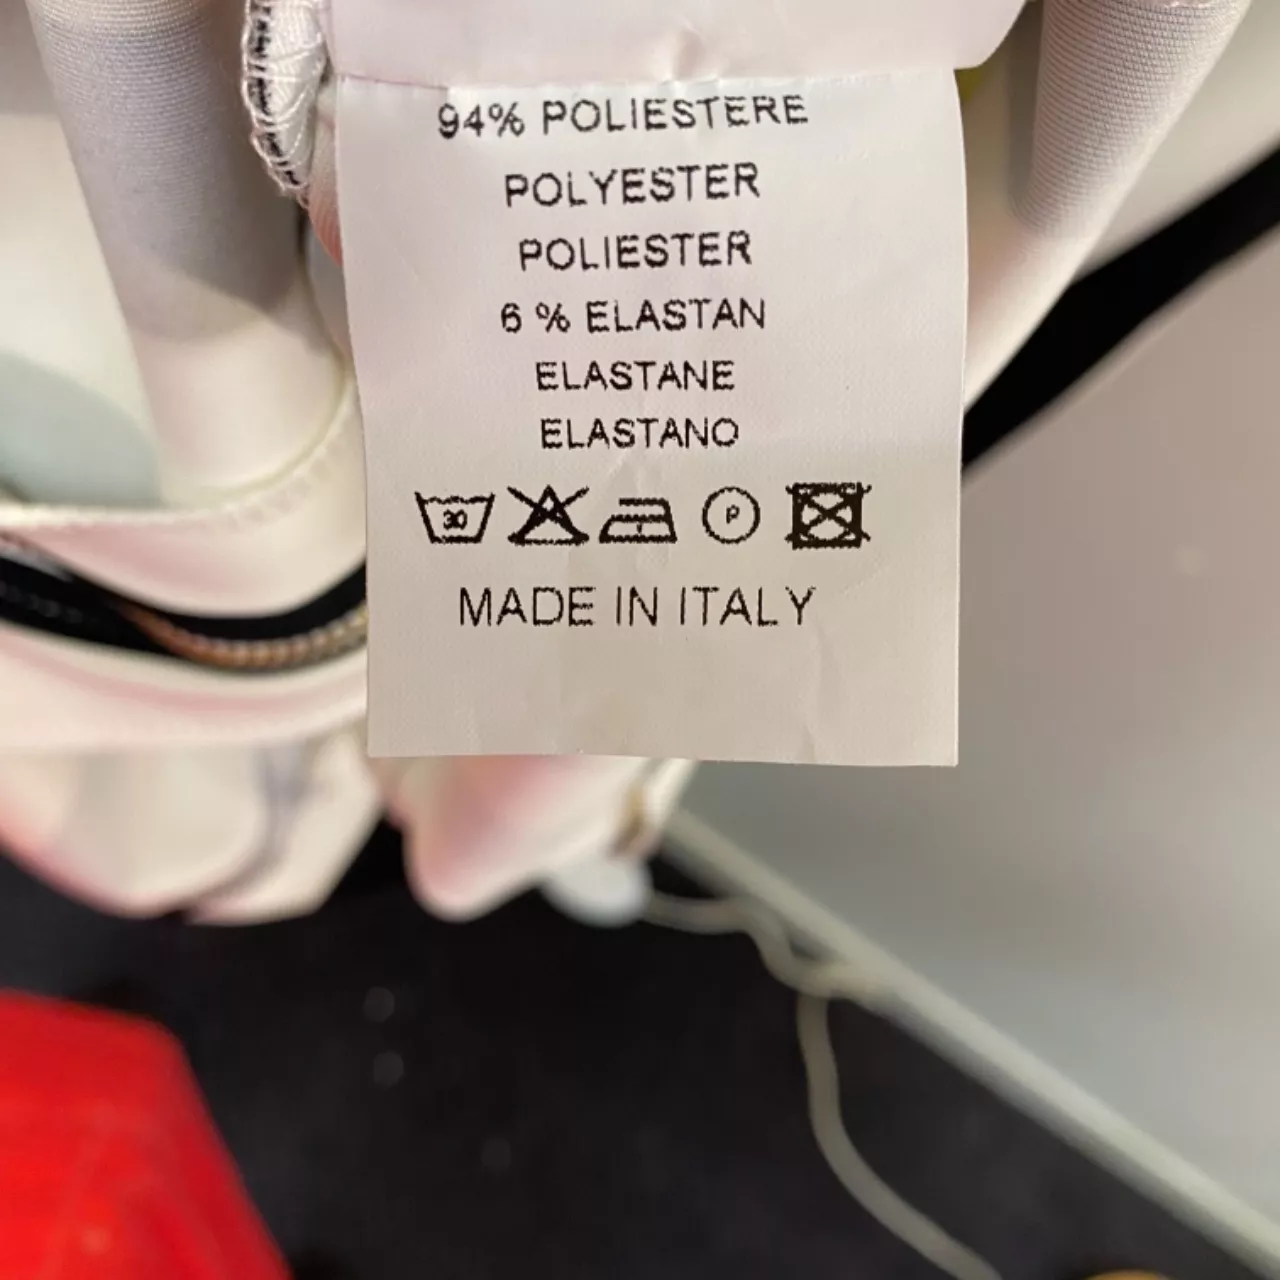 94% POLIESTERE
POLYESTER
POLIESTER
6 % ELASTAN
ELASTANE
ELASTANO
30 P
MADE IN ITALY